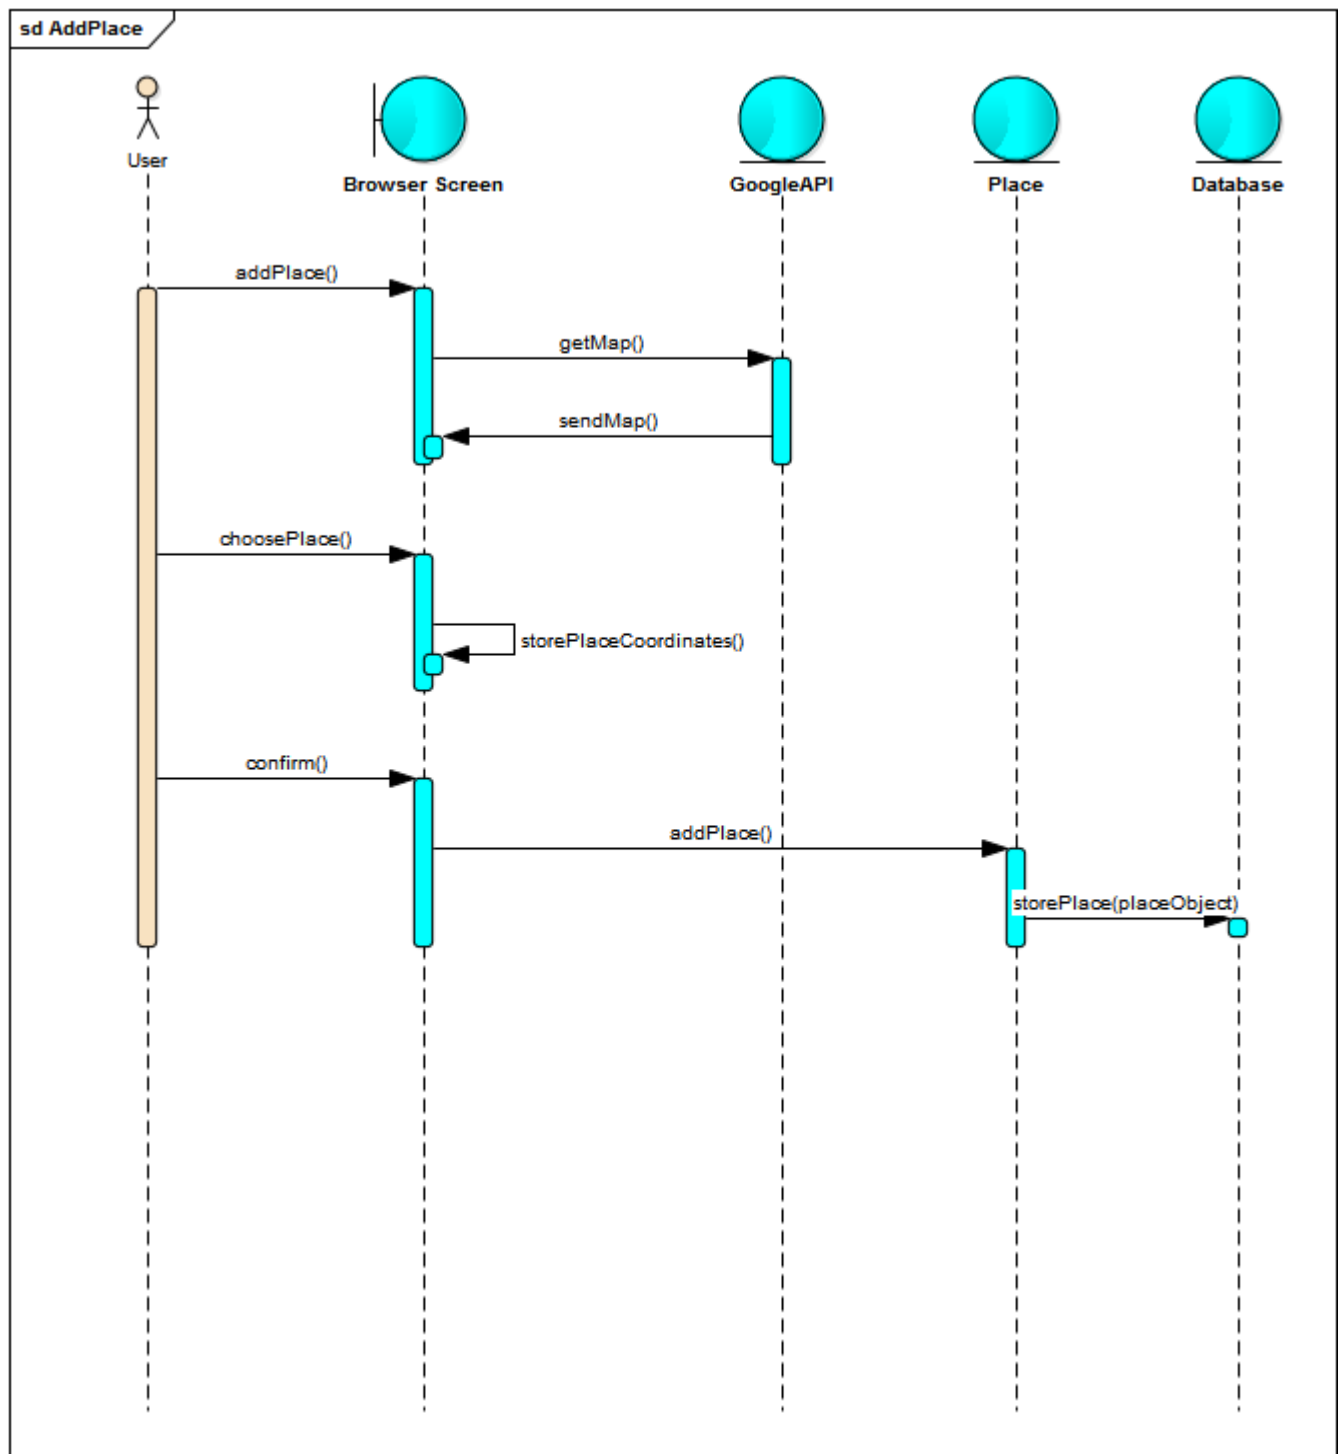 sd AddPlace
User
Browser Screen
GoogleAPI
Place
Database
addPlace()
getMap()
sendMap()
choosePlace()
storePlaceCoordinates()
confirm()
addPlace()
storePlace(placeObject)